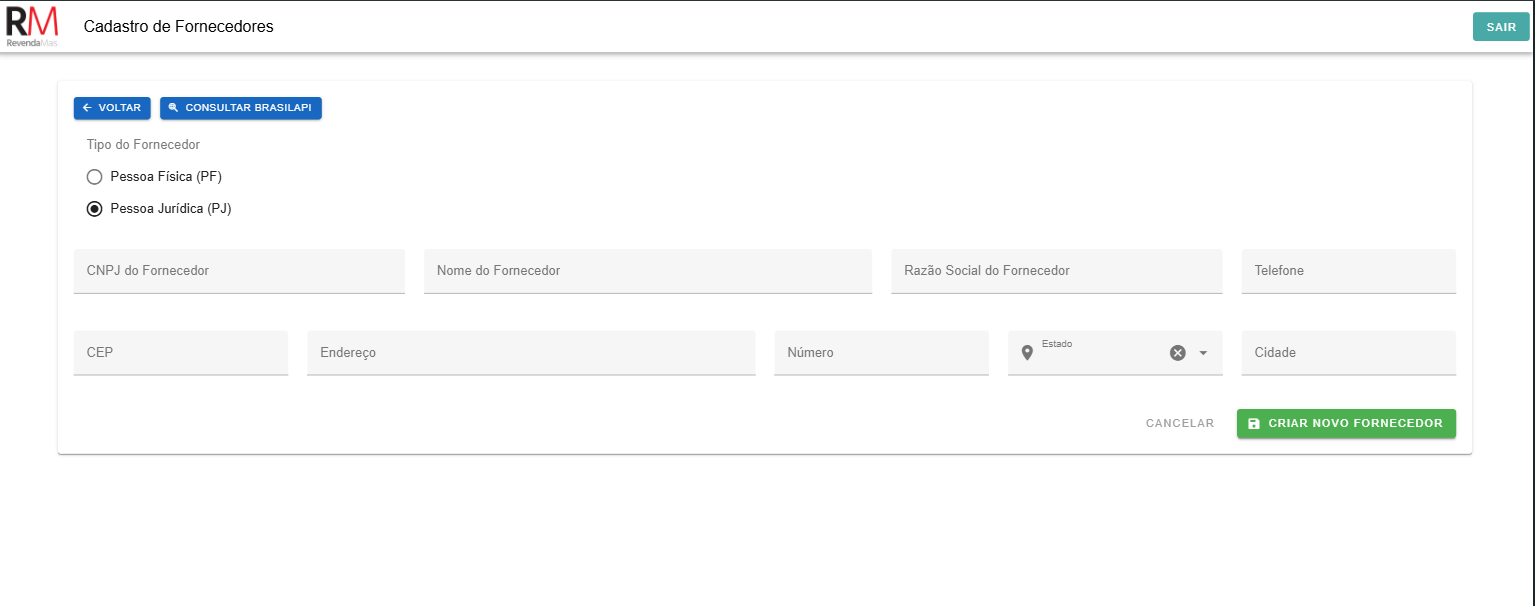 RM
RevendaMas
Cadastro de Fornecedores
SAIR
VOLTAR
CONSULTAR BRASILAPI
Tipo do Fornecedor
Pessoa Física (PF)
Pessoa Jurídica (PJ)
CNPJ do Fornecedor
Nome do Fornecedor
Razão Social do Fornecedor
Telefone
CEP
Endereço
Número
Estado
Cidade
CANCELAR
CRIAR NOVO FORNECEDOR